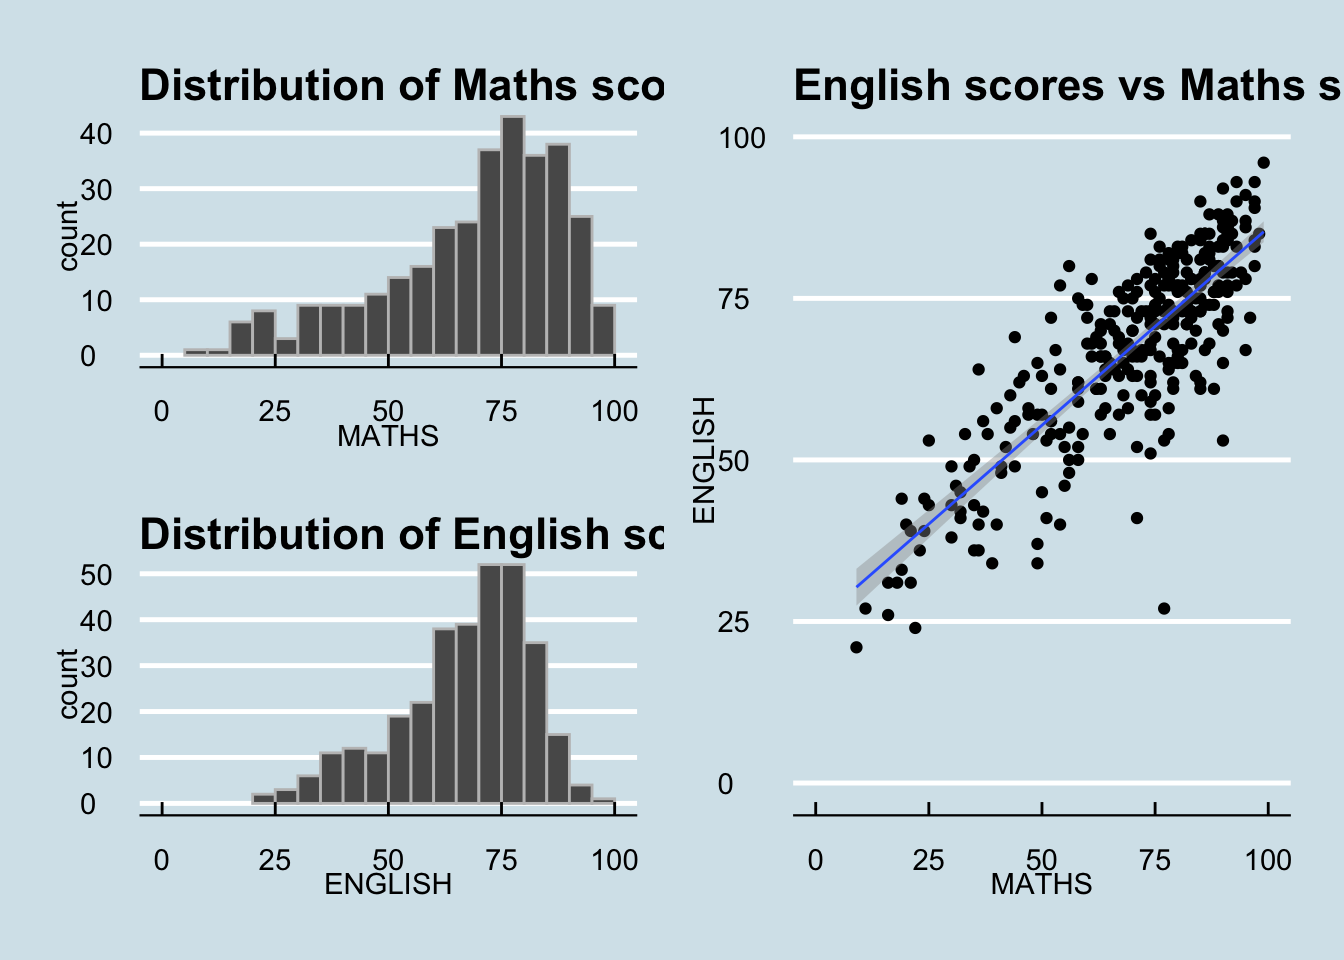 Distribution of Maths sco
40
30
20
10
0
count
0 25 50 75 100
MATHS
Distribution of English sc
50
40
30
20
10
0
count
0 25 50 75 100
ENGLISH
English scores vs Maths s
100
75
50
25
0
ENGLISH
0 25 50 75 100
MATHS